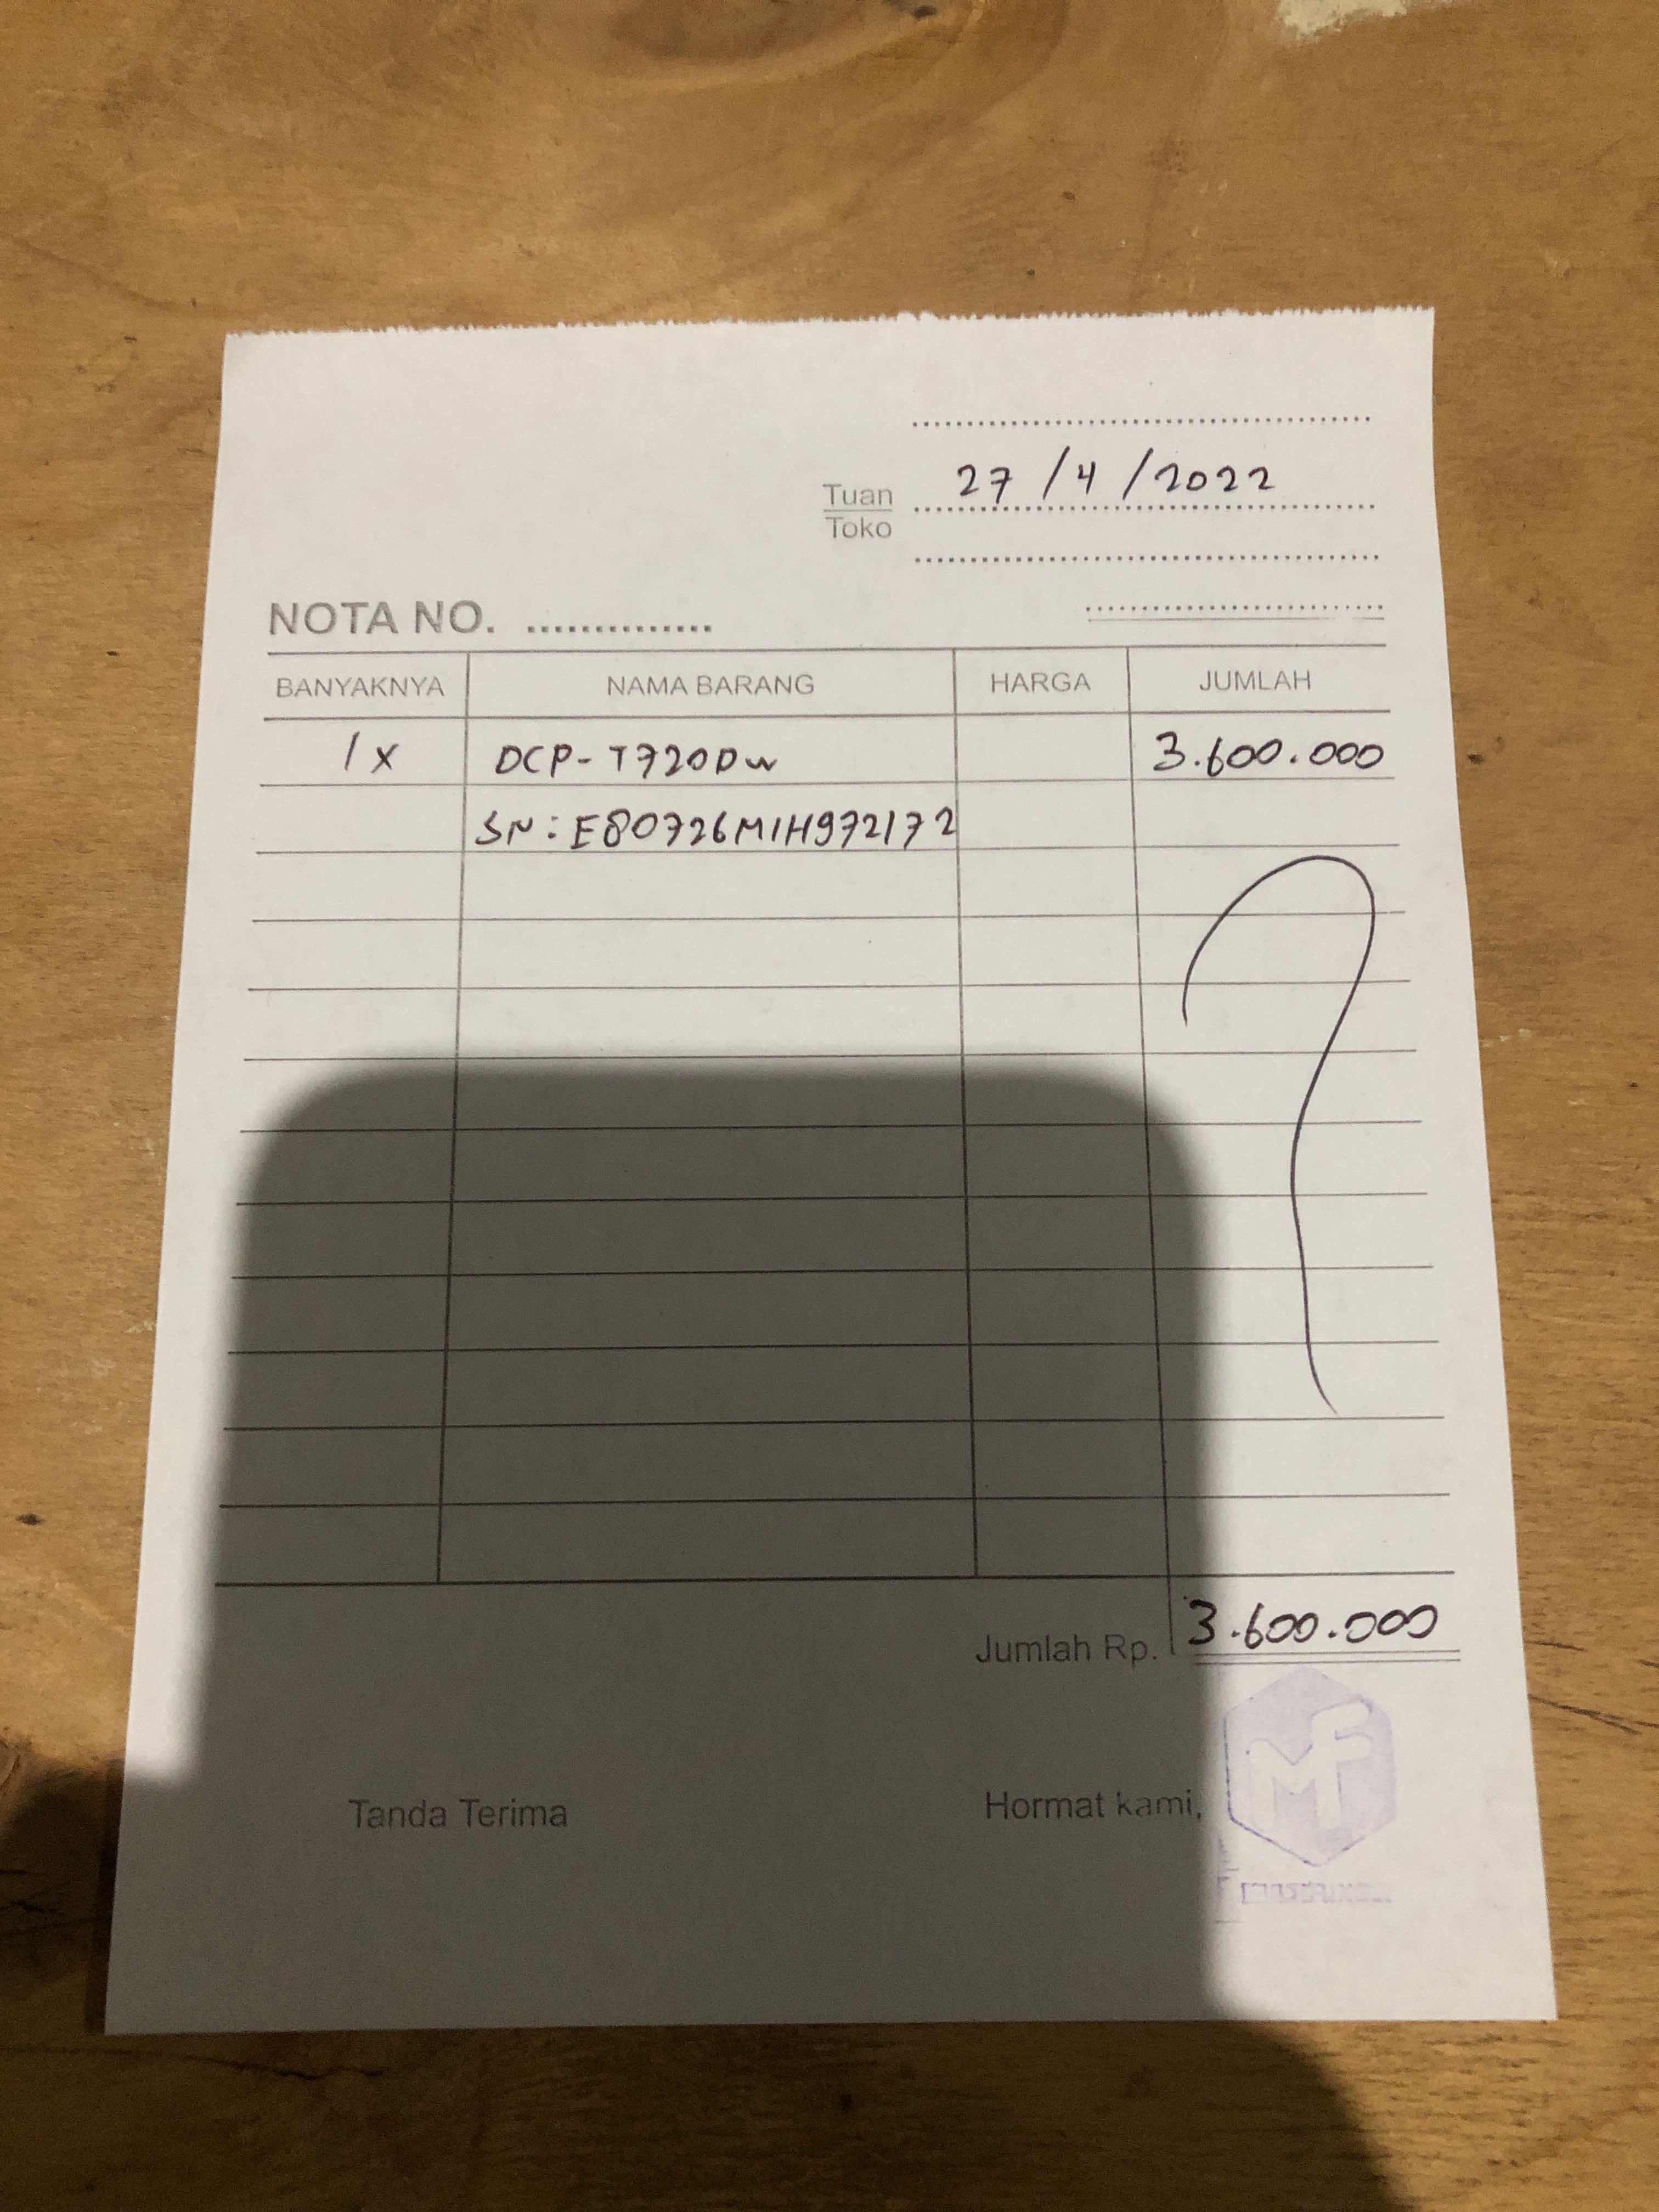 27/4/2022
Tuan
Toko
NOTA NO. ..............
BANYAKNYA NAMA BARANG HARGA JUMLAH
1x DCP-T720DW 3.600.000
SN: E80726M1H972172
Jumlah Rp. 3.600.000
Tanda Terima Hormat kami,
MF